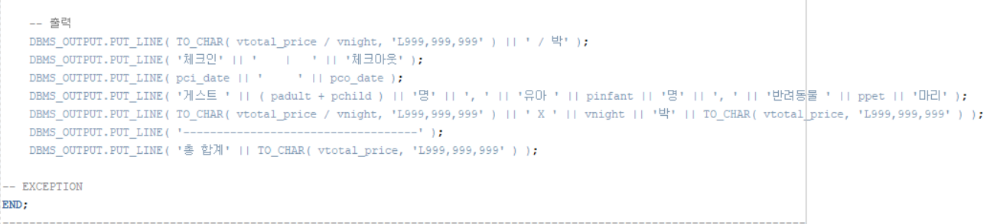 -- 출력
DBMS_OUTPUT.PUT_LINE( TO_CHAR( vtotal_price / vnight, 'L999,999,999' ) || ' / 박' );
DBMS_OUTPUT.PUT_LINE( '체크인' || '    |   ' || '체크아웃' );
DBMS_OUTPUT.PUT_LINE( pci_date || '     ' || pco_date );
DBMS_OUTPUT.PUT_LINE( '게스트 ' || ( padult + pchild ) || '명' || ', ' || '유아 ' || pinfant || '명' || ', ' || '반려동물 ' || ppet || '마리' );
DBMS_OUTPUT.PUT_LINE( TO_CHAR( vtotal_price / vnight, 'L999,999,999' ) || ' X ' || vnight || '박' || TO_CHAR( vtotal_price, 'L999,999,999' ) );
DBMS_OUTPUT.PUT_LINE( '-----------------------------------' );
DBMS_OUTPUT.PUT_LINE( '총 합계' || TO_CHAR( vtotal_price, 'L999,999,999' ) );
-- EXCEPTION
END;